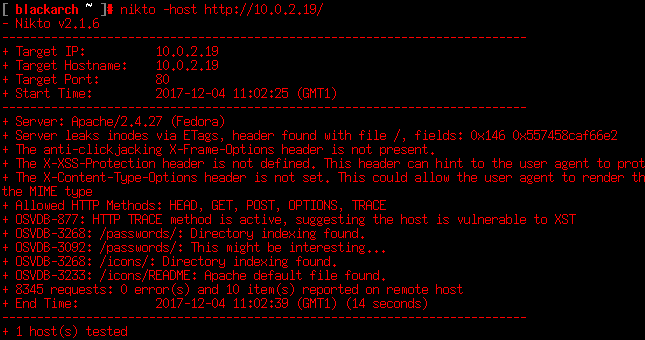 [ blackarch ~ ]# nikto -host http://10.0.2.19/
- Nikto v2.1.6
---------------------------------------------------------------------------
+ Target IP:          10.0.2.19
+ Target Hostname:    10.0.2.19
+ Target Port:        80
+ Start Time:         2017-12-04 11:02:25 (GMT1)
---------------------------------------------------------------------------
+ Server: Apache/2.4.27 (Fedora)
+ Server leaks inodes via ETags, header found with file /, fields: 0x146 0x557458caf66e2
+ The anti-clickjacking X-Frame-Options header is not present.
+ The X-XSS-Protection header is not defined. This header can hint to the user agent to prot
+ The X-Content-Type-Options header is not set. This could allow the user agent to render th
the MIME type
+ Allowed HTTP Methods: HEAD, GET, POST, OPTIONS, TRACE
+ OSVDB-877: HTTP TRACE method is active, suggesting the host is vulnerable to XST
+ OSVDB-3268: /passwords/: Directory indexing found.
+ OSVDB-3092: /passwords/: This might be interesting...
+ OSVDB-3268: /icons/: Directory indexing found.
+ OSVDB-3233: /icons/README: Apache default file found.
+ 8345 requests: 0 error(s) and 10 item(s) reported on remote host
+ End Time:           2017-12-04 11:02:39 (GMT1) (14 seconds)
---------------------------------------------------------------------------
+ 1 host(s) tested